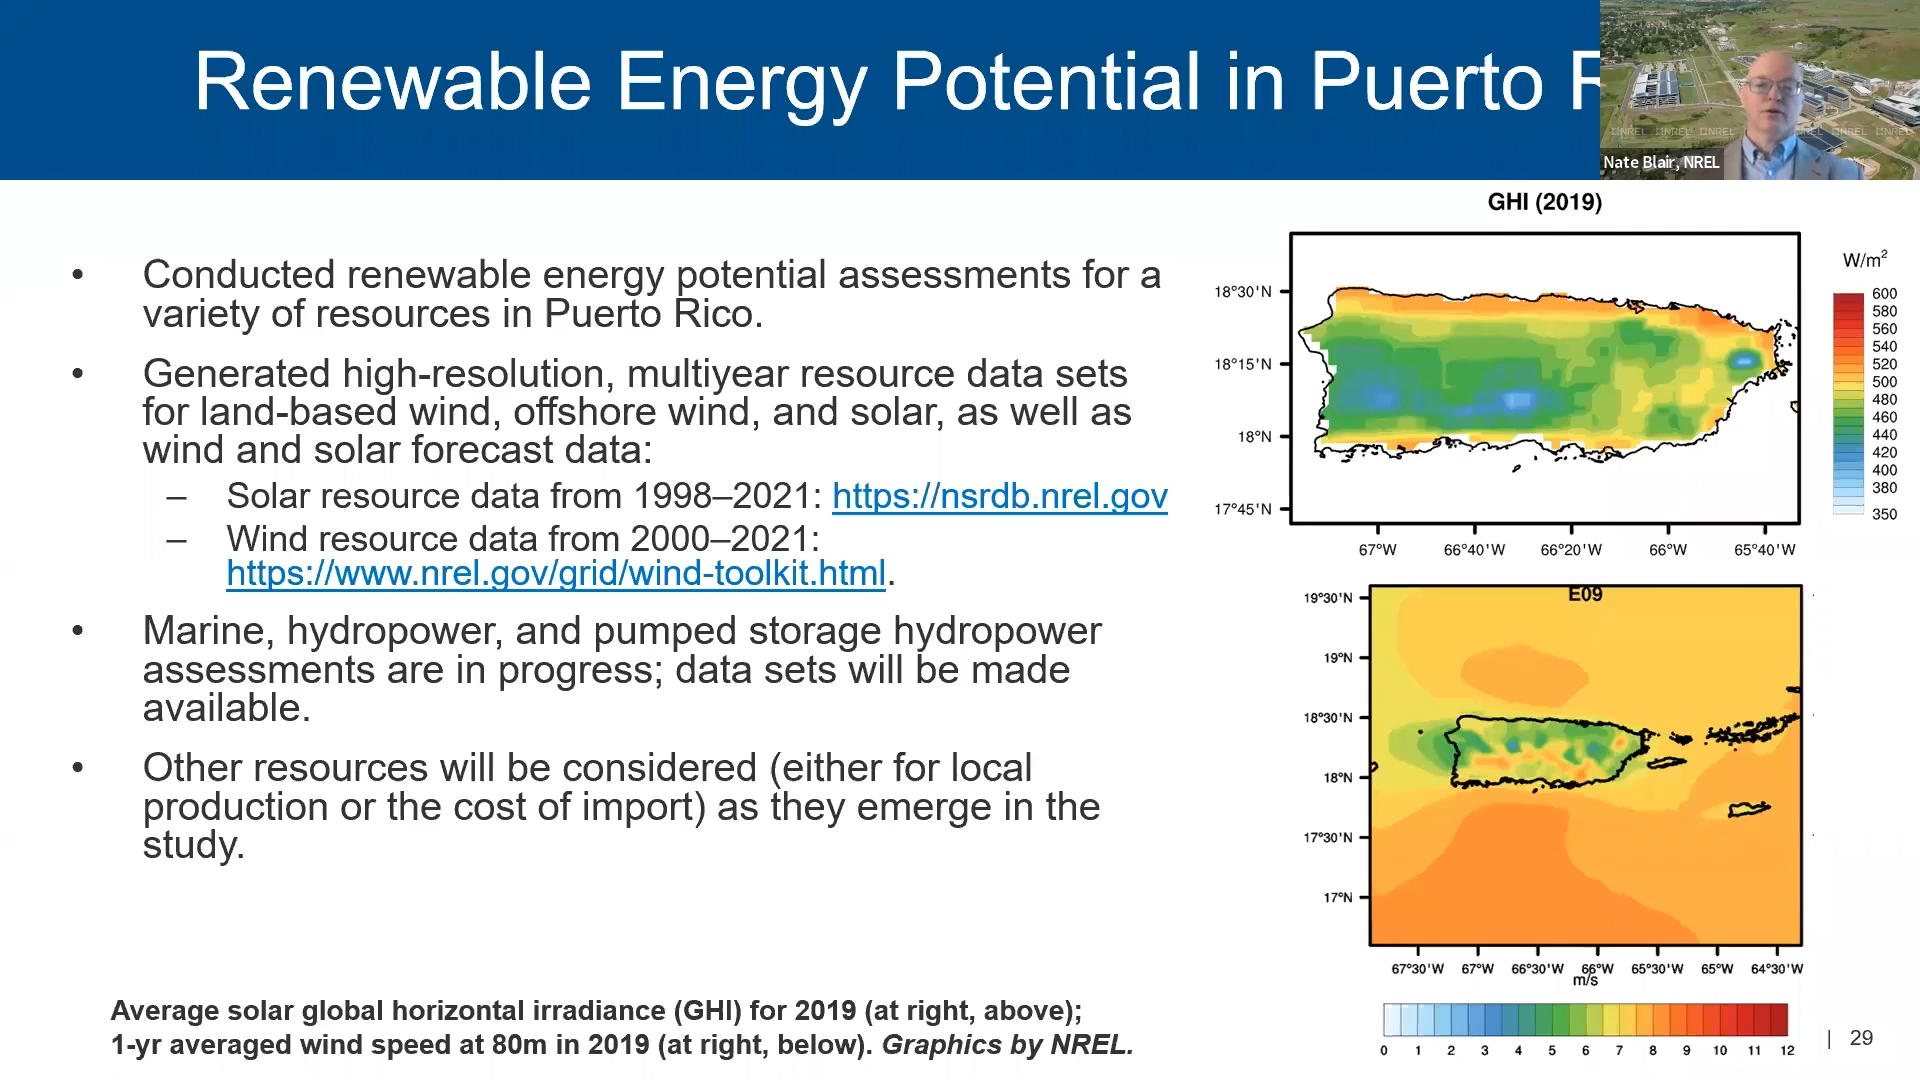 Renewable Energy Potential in Puerto
Nate Blair, NREL
NREL NREL NREL NREL NREL NREL
• Conducted renewable energy potential assessments for a
variety of resources in Puerto Rico.
• Generated high-resolution, multiyear resource data sets
for land-based wind, offshore wind, and solar, as well as
wind and solar forecast data:
– Solar resource data from 1998–2021: https://nsrdb.nrel.gov
– Wind resource data from 2000–2021:
https://www.nrel.gov/grid/wind-toolkit.html.
• Marine, hydropower, and pumped storage hydropower
assessments are in progress; data sets will be made
available.
• Other resources will be considered (either for local
production or the cost of import) as they emerge in the
study.
Average solar global horizontal irradiance (GHI) for 2019 (at right, above);
1-yr averaged wind speed at 80m in 2019 (at right, below). Graphics by NREL.
GHI (2019)
W/m²
18°30'N
18°15'N
18°N
17°45'N
67°W 66°40'W 66°20'W 66°W 65°40'W
600
580
560
540
520
500
480
460
440
420
400
380
350
E09
19°30'N
19°N
18°30'N
18°N
17°30'N
17°N
67°30'W 67°W 66°30'W 66°W 65°30'W 65°W 64°30'W
m/s
0 1 2 3 4 5 6 7 8 9 10 11 12
| 29